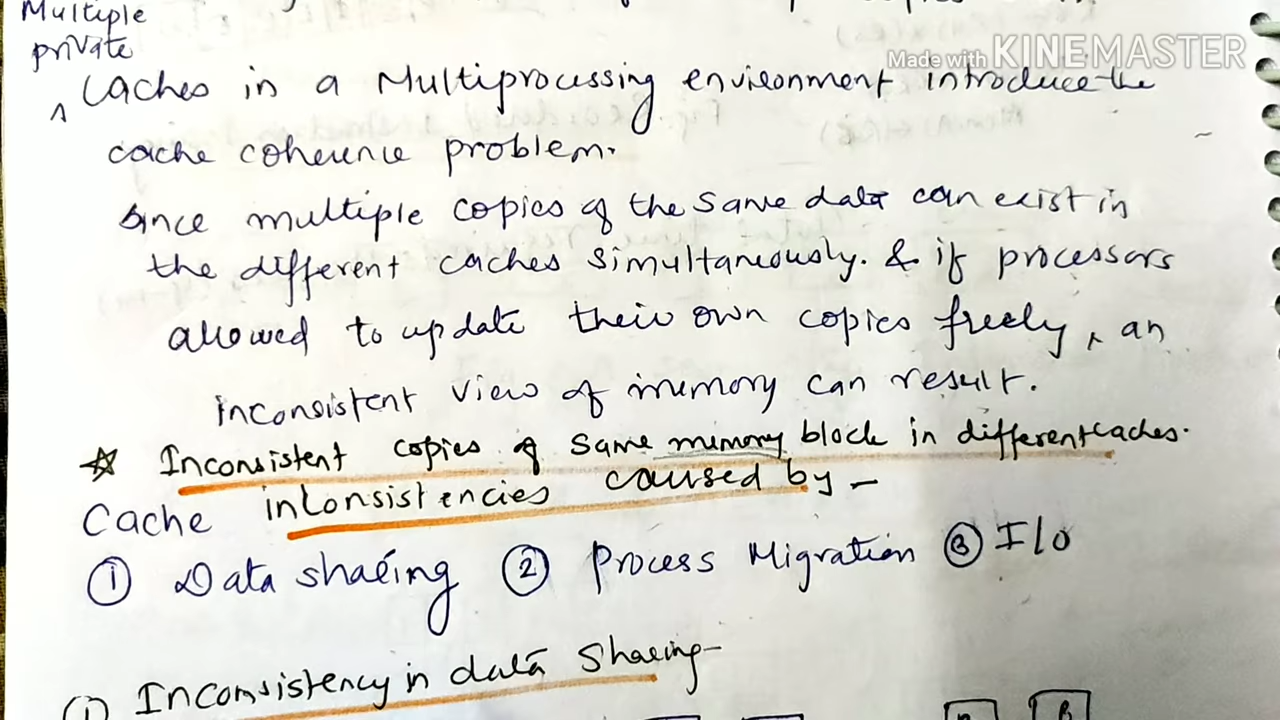 Multiple
private
Made with KINEMASTER
^ Caches in a Multiprocessing environment introduce the
cache coherence problem.
Since multiple copies of the same data can exist in
the different caches simultaneously. & if processors
allowed to update their own copies freely, an
inconsistent view of memory can result.
☆ Inconsistent copies of same memory block in different caches.
Cache inconsistencies caused by -
① Data sharing ② Process Migration ③ I/O
① Inconsistency in data sharing-